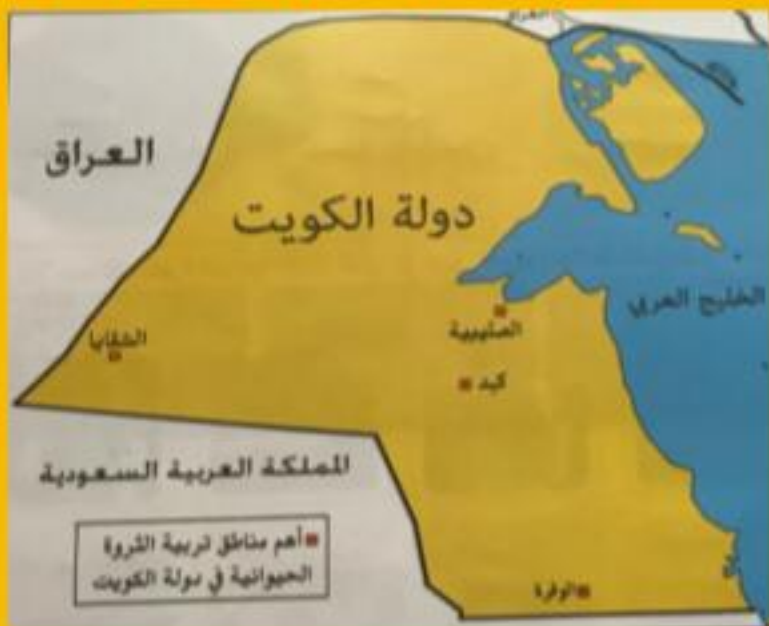 العراق
العراق
دولة الكويت
الخليج العربي
الصليبية
الشقايا
كبد
المملكة العربية السعودية
أهم مناطق تربية الثروة
الحيوانية في دولة الكويت
الوفرة